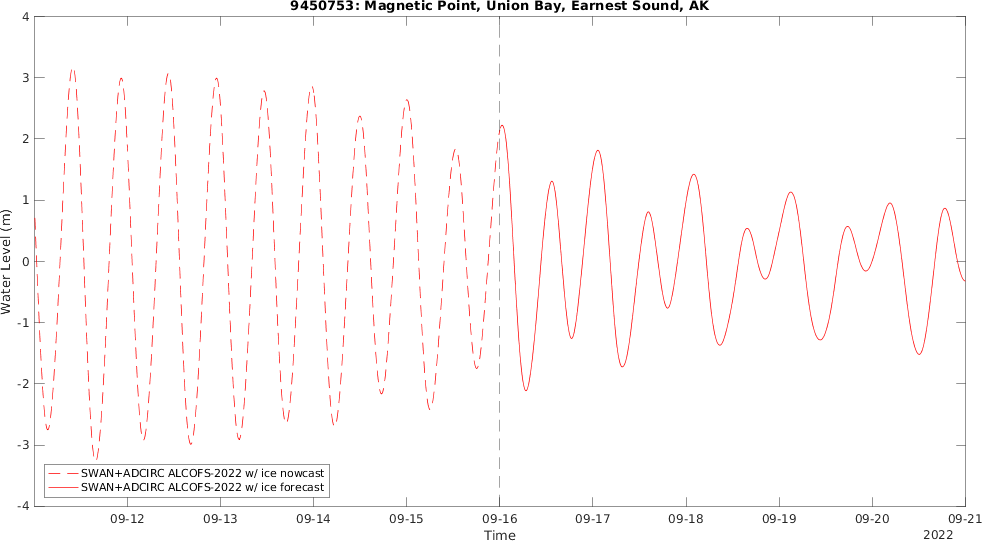 9450753: Magnetic Point, Union Bay, Earnest Sound, AK
4
3
2
1
0
-1
-2
-3
-4
Water Level (m)
SWAN+ADCIRC ALCOFS-2022 w/ ice nowcast
SWAN+ADCIRC ALCOFS-2022 w/ ice forecast
09-12 09-13 09-14 09-15 09-16 09-17 09-18 09-19 09-20 09-21
Time
2022